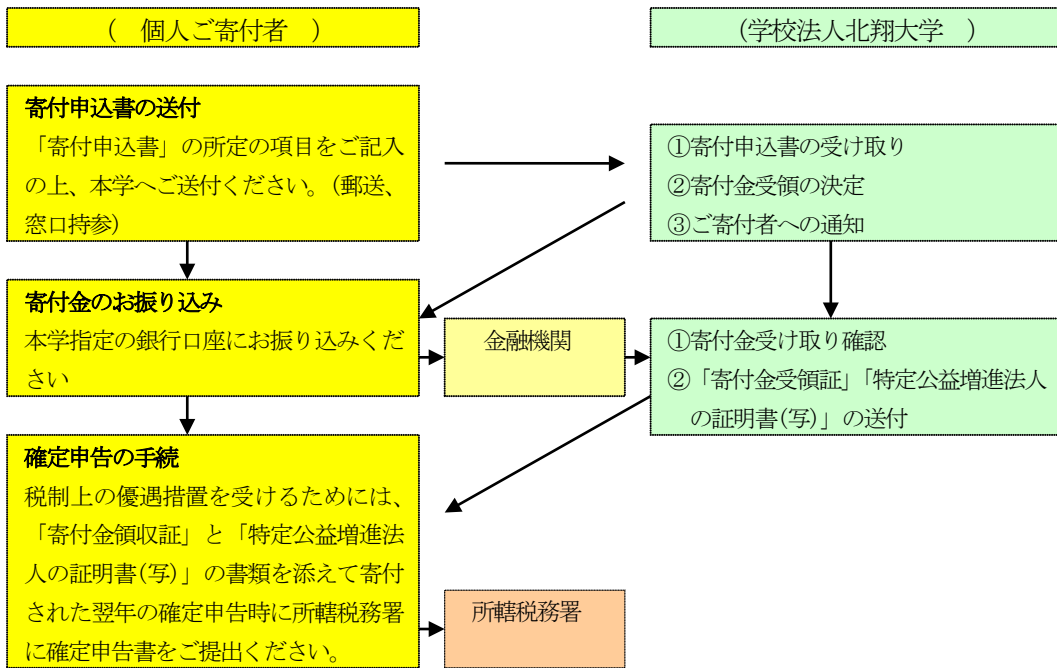 ( 個人ご寄付者 )
(学校法人北翔大学 )
寄付申込書の送付
「寄付申込書」の所定の項目をご記入
の上、本学へご送付ください。(郵送、
窓口持参)
①寄付申込書の受け取り
②寄付金受領の決定
③ご寄付者への通知
寄付金のお振り込み
本学指定の銀行口座にお振り込みくだ
さい
金融機関
①寄付金受け取り確認
②「寄付金受領証」「特定公益増進法人
の証明書(写)」の送付
確定申告の手続
税制上の優遇措置を受けるためには、
「寄付金領収証」と「特定公益増進法
人の証明書(写)」の書類を添えて寄付
された翌年の確定申告時に所轄税務署
に確定申告書をご提出ください。
所轄税務署